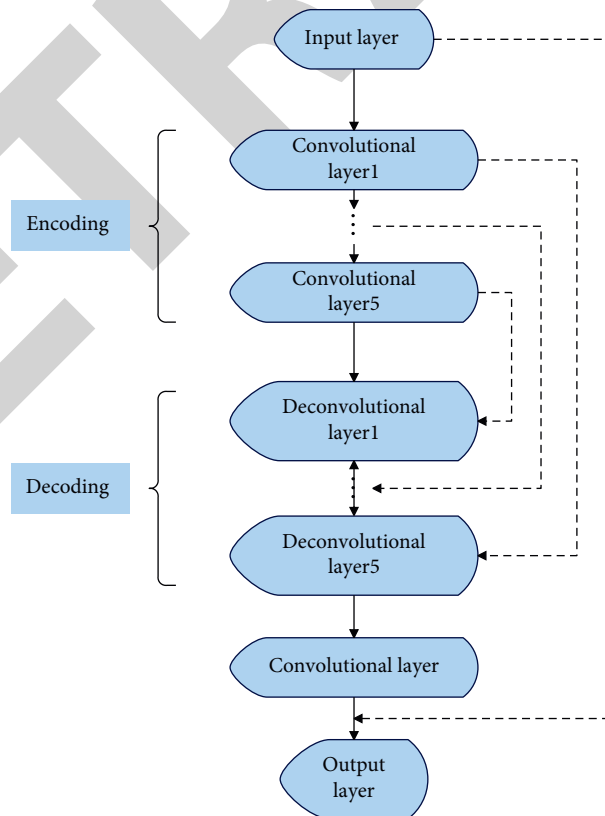 Input layer
Convolutional
layer1
Encoding
Convolutional
layer5
Deconvolutional
layer1
Decoding
Deconvolutional
layer5
Convolutional layer
Output
layer